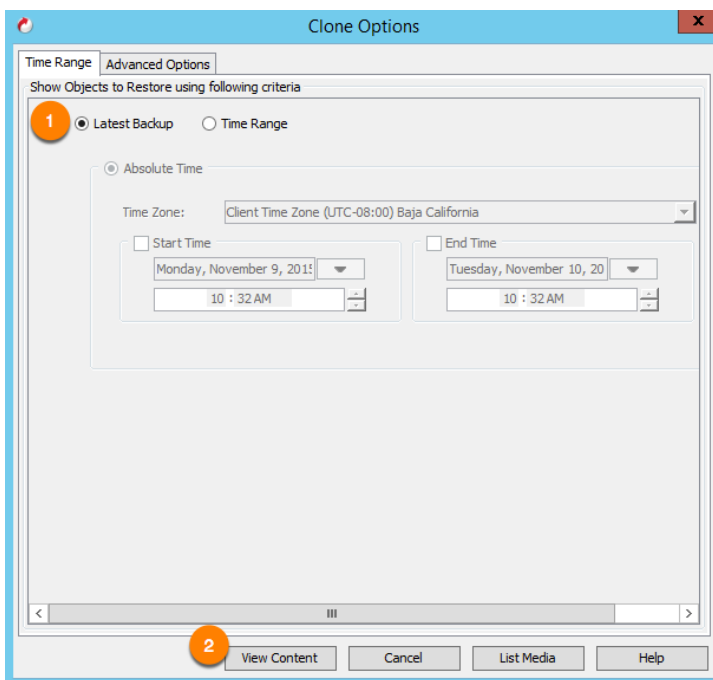 Clone Options
x
Time Range Advanced Options
Show Objects to Restore using following criteria
1 Latest Backup Time Range
Absolute Time
Time Zone: Client Time Zone (UTC-08:00) Baja California
Start Time End Time
Monday, November 9, 201 Tuesday, November 10, 20
10 : 32 AM 10 : 32 AM
2 View Content Cancel List Media Help